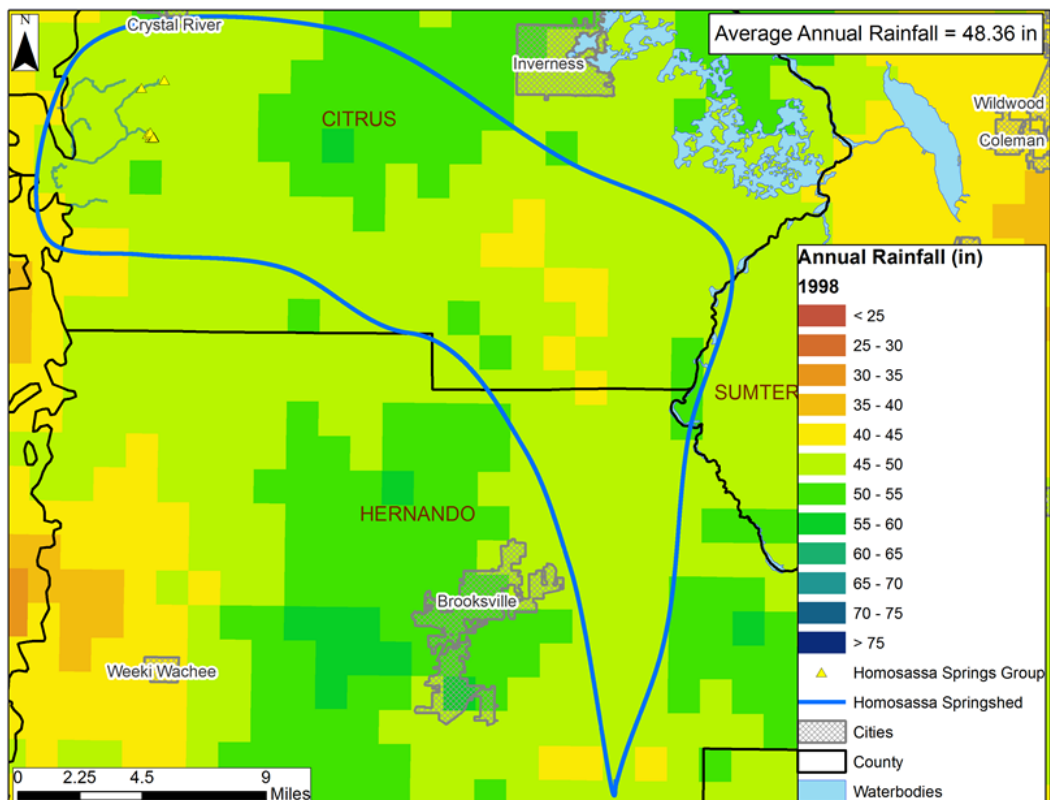 N
Crystal River
Average Annual Rainfall = 48.36 in
Inverness
Wildwood
Coleman
CITRUS
SUMTER
HERNANDO
Brooksville
Weeki Wachee
Annual Rainfall (in)
1998
< 25
25 - 30
30 - 35
35 - 40
40 - 45
45 - 50
50 - 55
55 - 60
60 - 65
65 - 70
70 - 75
> 75
Homosassa Springs Group
Homosassa Springshed
Cities
County
Waterbodies
0 2.25 4.5 9
Miles